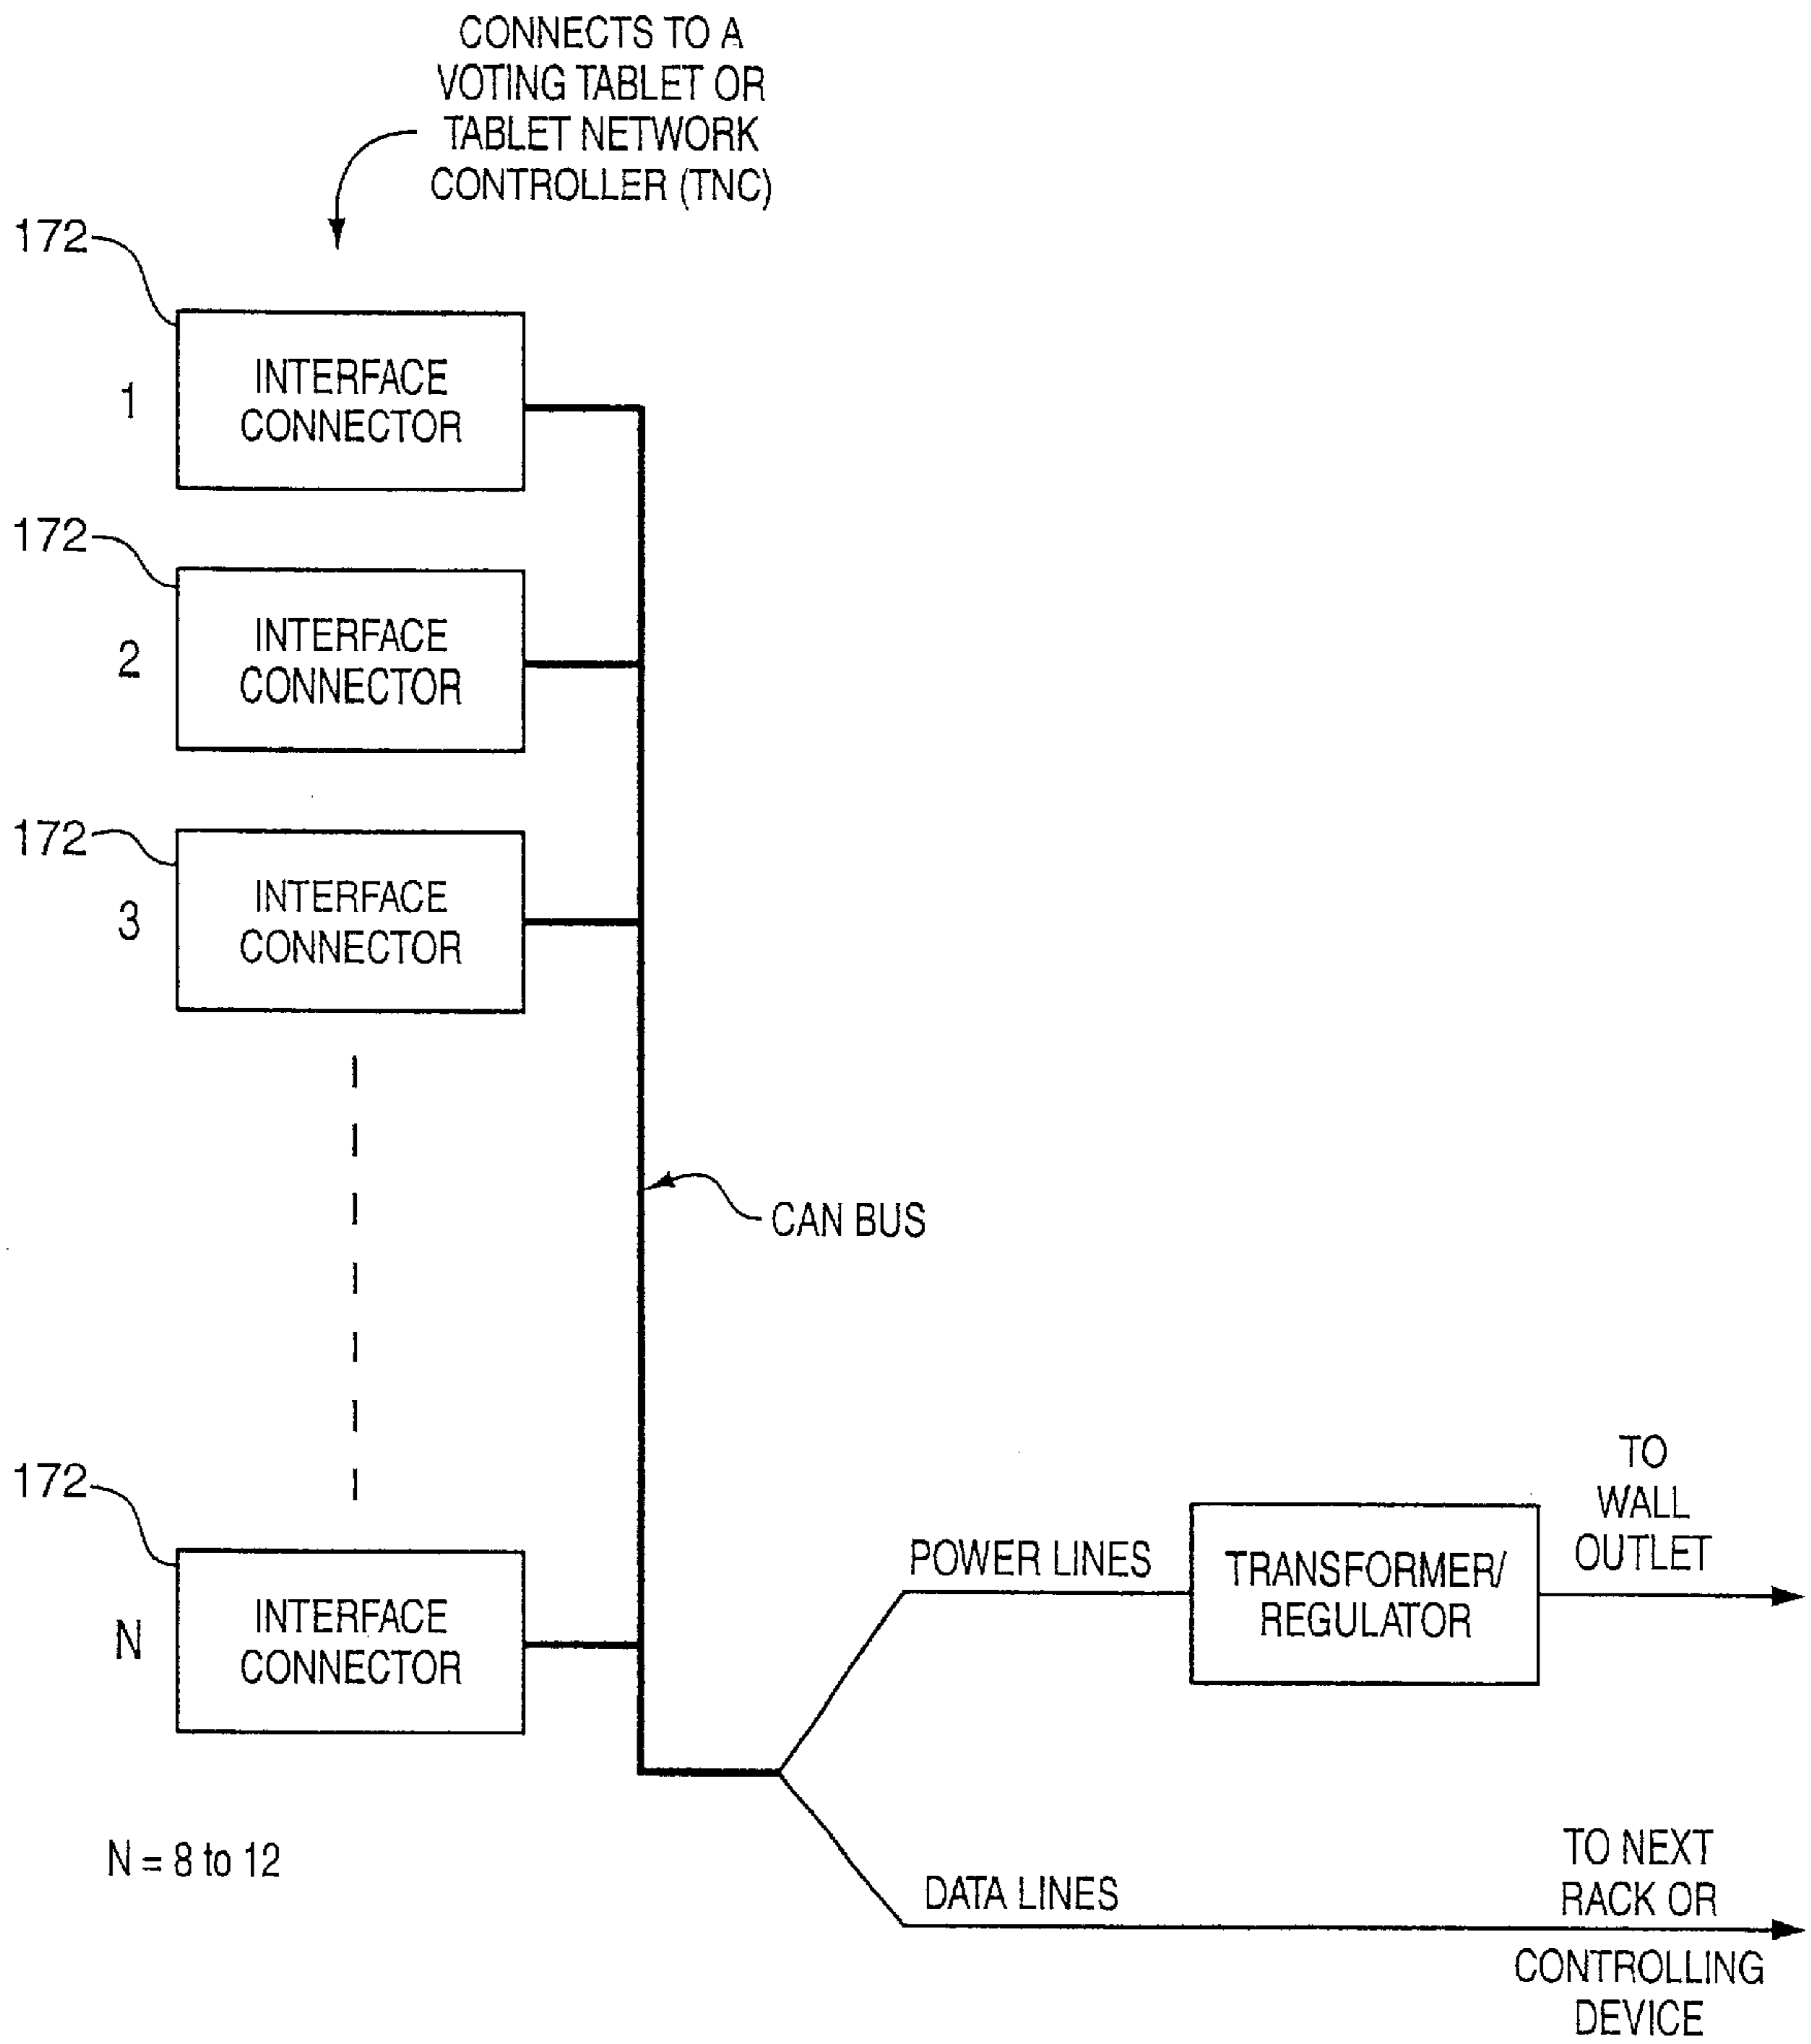 CONNECTS TO A
VOTING TABLET OR
TABLET NETWORK
CONTROLLER (TNC)
172
1
INTERFACE
CONNECTOR
172
2
INTERFACE
CONNECTOR
172
3
INTERFACE
CONNECTOR
CAN BUS
172
N
INTERFACE
CONNECTOR
POWER LINES
TRANSFORMER/
REGULATOR
TO
WALL
OUTLET
N = 8 to 12
DATA LINES
TO NEXT
RACK OR
CONTROLLING
DEVICE